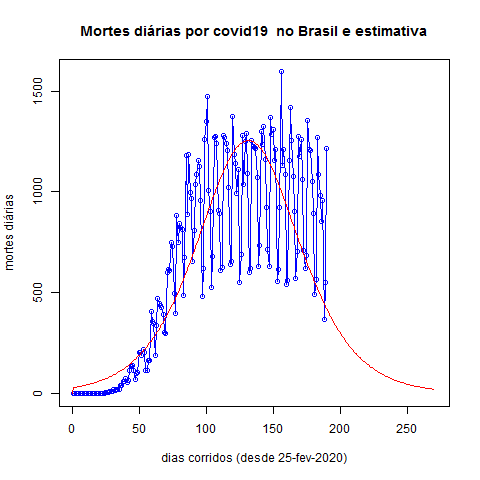 Mortes diárias por covid19 no Brasil e estimativa
mortes diárias
1500
1000
500
0
0 50 100 150 200 250
dias corridos (desde 25-fev-2020)